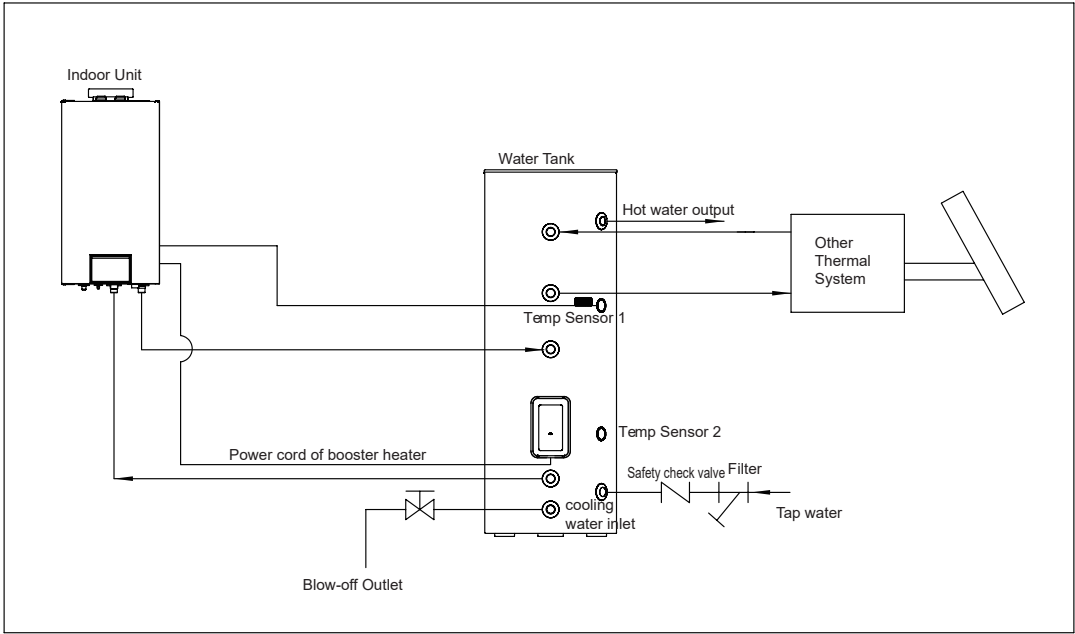 Indoor Unit
Water Tank
Hot water output
Other
Thermal
System
Temp Sensor 1
Temp Sensor 2
Power cord of booster heater
Safety check valve
Filter
cooling
water inlet
Tap water
Blow-off Outlet